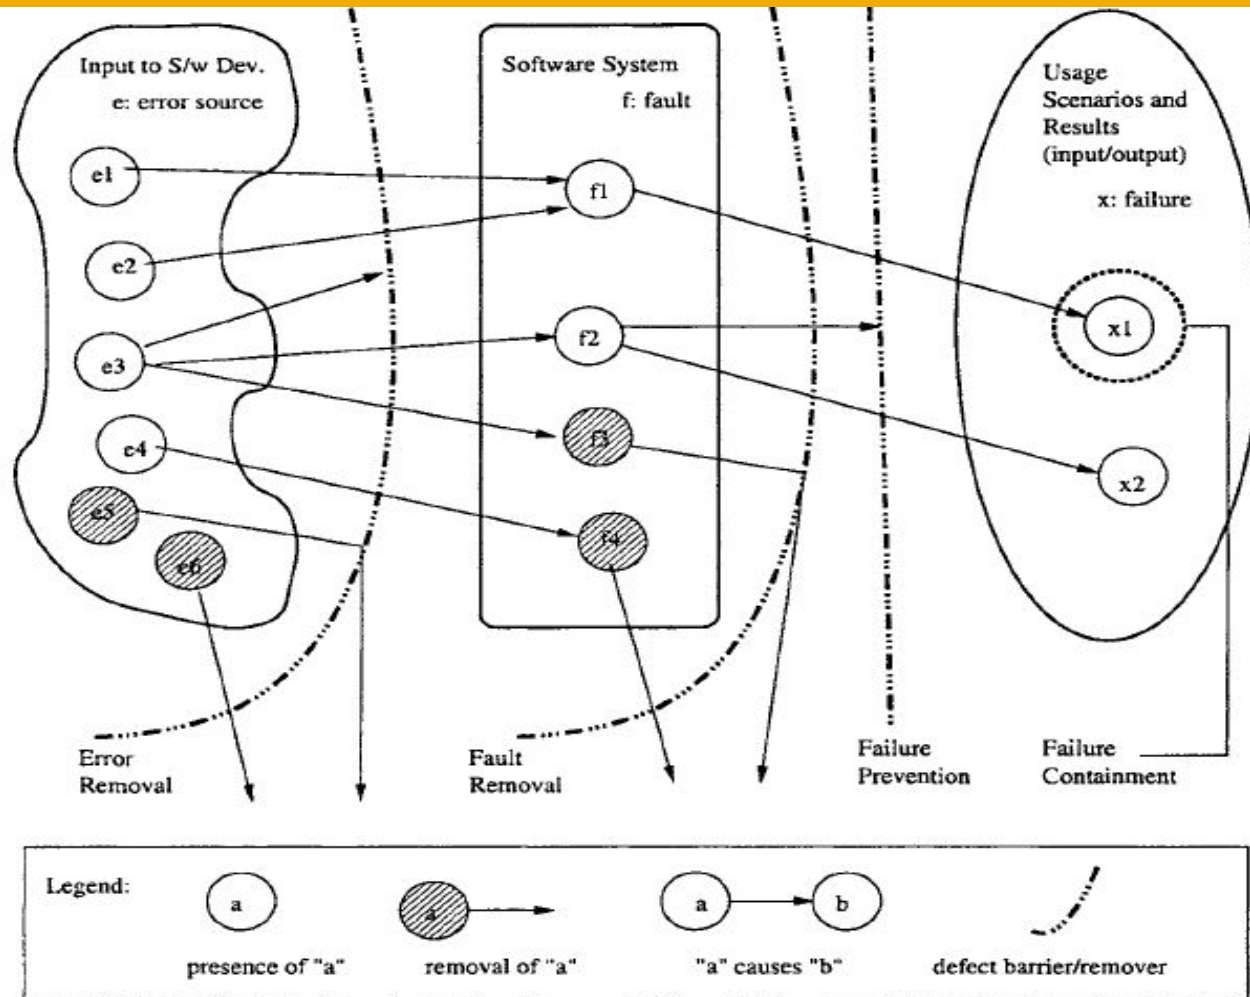 Input to S/w Dev.
e: error source
e1
e2
e3
e4
e5
e6
Software System
f: fault
f1
f2
f3
f4
Usage
Scenarios and
Results
(input/output)
x: failure
x1
x2
Error
Removal
Fault
Removal
Failure
Prevention
Failure
Containment
Legend:
a
a
a
b
presence of "a"
removal of "a"
"a" causes "b"
defect barrier/remover